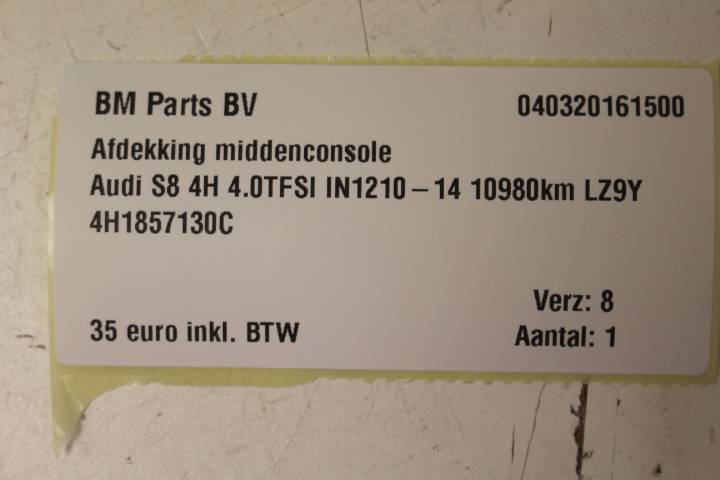 BM Parts BV 040320161500
Afdekking middenconsole
Audi S8 4H 4.0TFSI IN1210-14 10980km LZ9Y
4H1857130C
Verz: 8
35 euro inkl. BTW Aantal: 1